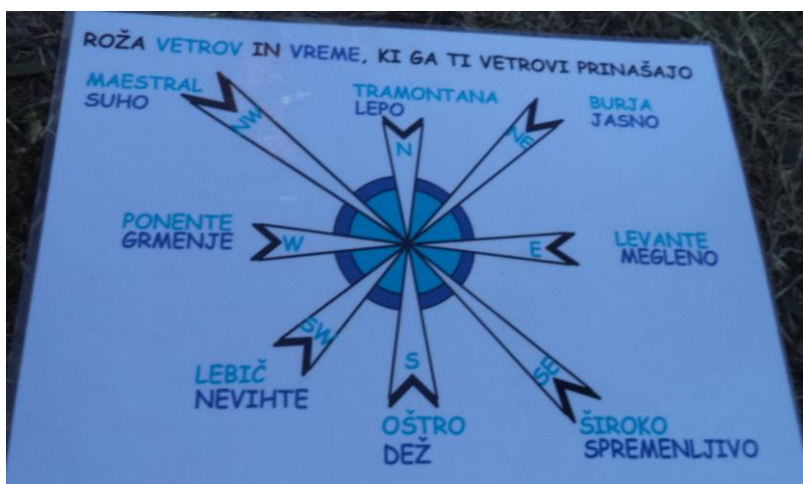 ROŽA VETROV IN VREME, KI GA TI VETROVI PRINAŠAJO
MAESTRAL
SUHO
TRAMONTANA
LEPO
BURJA
JASNO
NW
N
NE
PONENTE
GRMENJE
W
E
LEVANTE
MEGLENO
SW
S
SE
LEBIČ
NEVIHTE
OŠTRO
DEŽ
ŠIROKO
SPREMENLJIVO